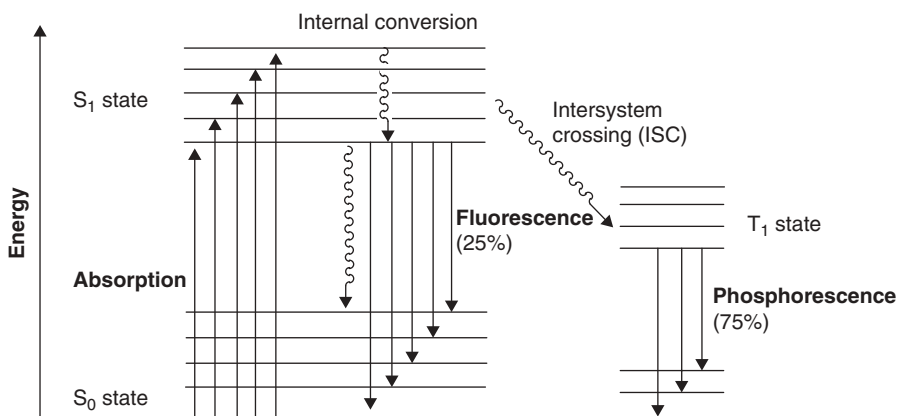 Internal conversion
S1 state
Intersystem
crossing (ISC)
Energy
Fluorescence
(25%)
T1 state
Absorption
Phosphorescence
(75%)
S0 state